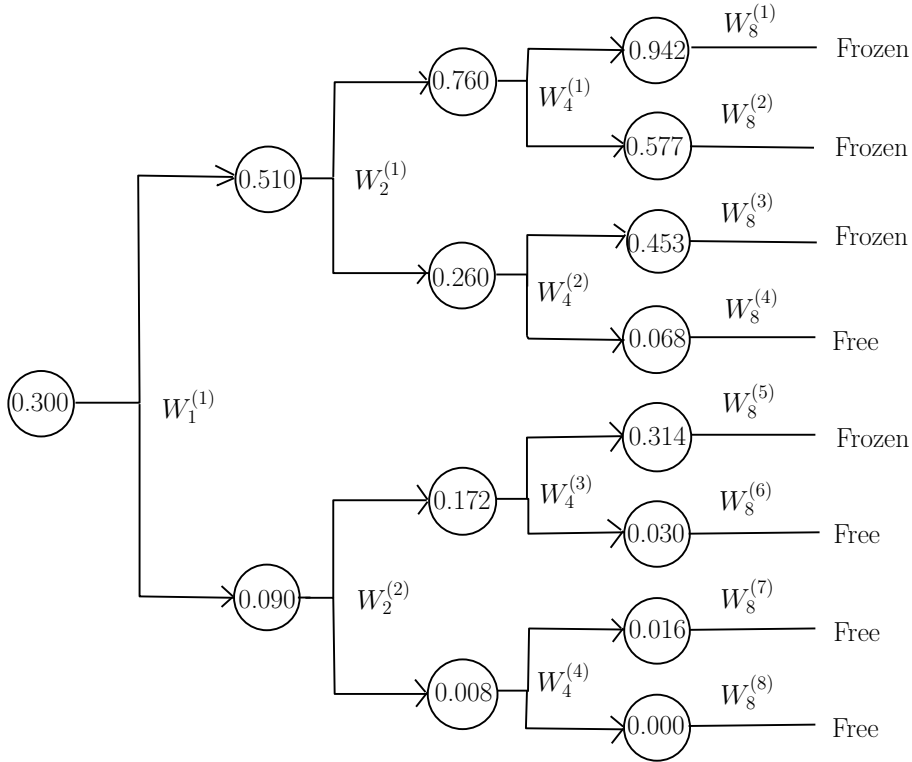 0.300
W_1^{(1)}
0.510
W_2^{(1)}
0.090
W_2^{(2)}
0.760
W_4^{(1)}
0.260
W_4^{(2)}
0.172
W_4^{(3)}
0.008
W_4^{(4)}
0.942 W_8^{(1)} Frozen
0.577 W_8^{(2)} Frozen
0.453 W_8^{(3)} Frozen
0.068 W_8^{(4)} Free
0.314 W_8^{(5)} Frozen
0.030 W_8^{(6)} Free
0.016 W_8^{(7)} Free
0.000 W_8^{(8)} Free